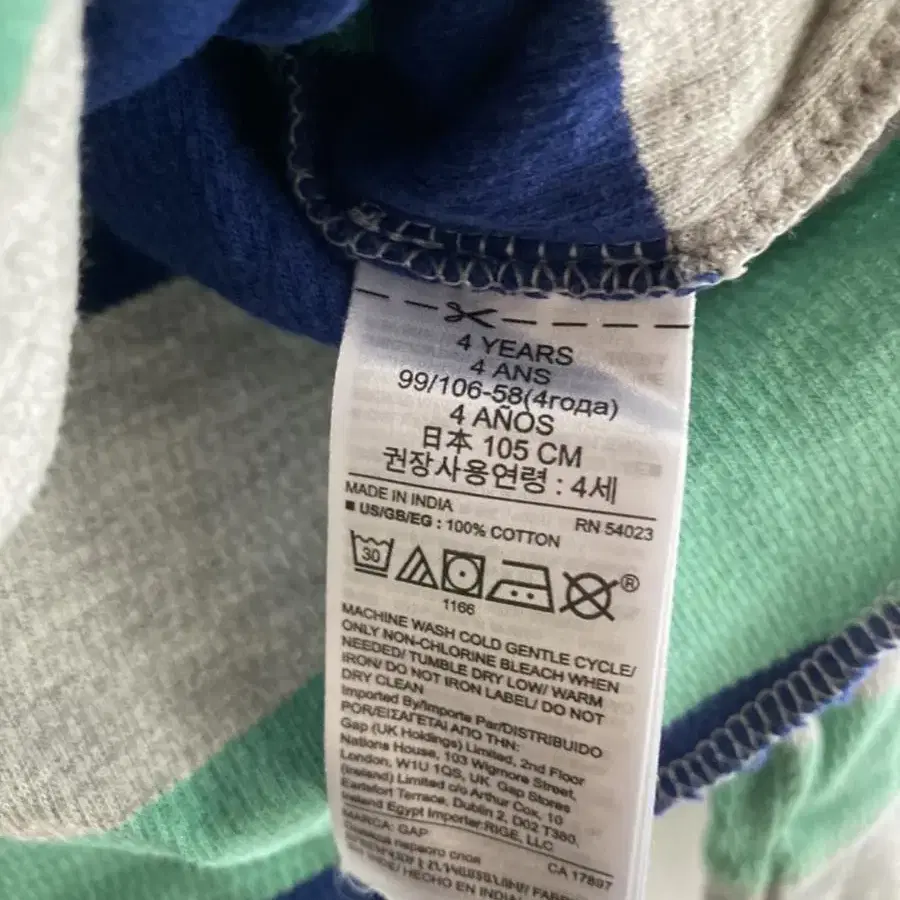 4 YEARS
4 ANS
99/106-58(4года)
4 AÑOS
日本 105 CM
권장사용연령 : 4세
MADE IN INDIA RN 54023
■ US/GB/EG : 100% COTTON
30
1166
®
MACHINE WASH COLD GENTLE CYCLE/
ONLY NON-CHLORINE BLEACH WHEN
NEEDED/ TUMBLE DRY LOW/ WARM
IRON/ DO NOT IRON LABEL/ DO NOT
DRY CLEAN
Imported By/Importe Par/DISTRIBUIDO
POR/ΕΙΣΑΓΕΤΑΙ ΑΠΟ ΤΗΝ:
Gap (UK Holdings) Limited, 2nd Floor
Nations House, 103 Wigmore Street,
London, W1U 1QS, UK, Gap Stores
(Ireland) Limited c/o Arthur Cox, 10
Earlsfort Terrace, Dublin 2, D02 T380,
Ireland Egypt Importer:RIGE, LLC
MARCA: GAP
CA 17897
HECHO EN INDIA